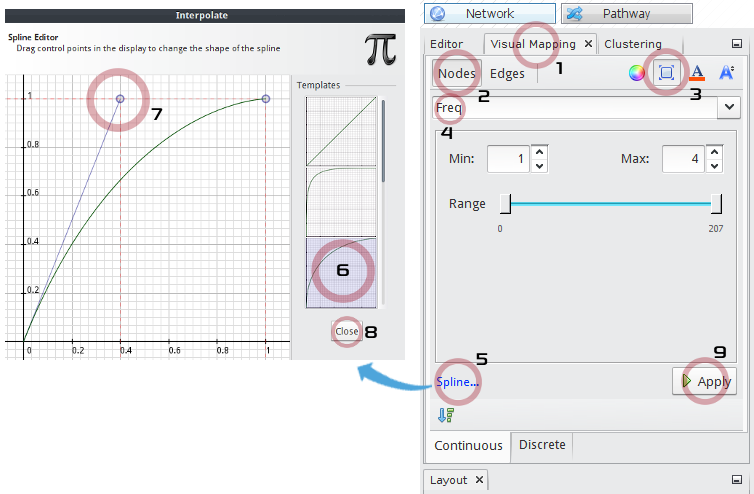 Interpolate
Spline Editor
Drag control points in the display to change the shape of the spline
π
1
0.8
0.6
0.4
0.2
0
0.2
0.4
0.6
0.8
1
7
Templates
6
Close
8
Network
Pathway
Editor
Visual Mapping
Clustering
1
Nodes
Edges
A
A
2
3
Freq
4
Min:
1
Max:
4
Range
0
207
5
9
Spline...
Apply
Continuous
Discrete
Layout